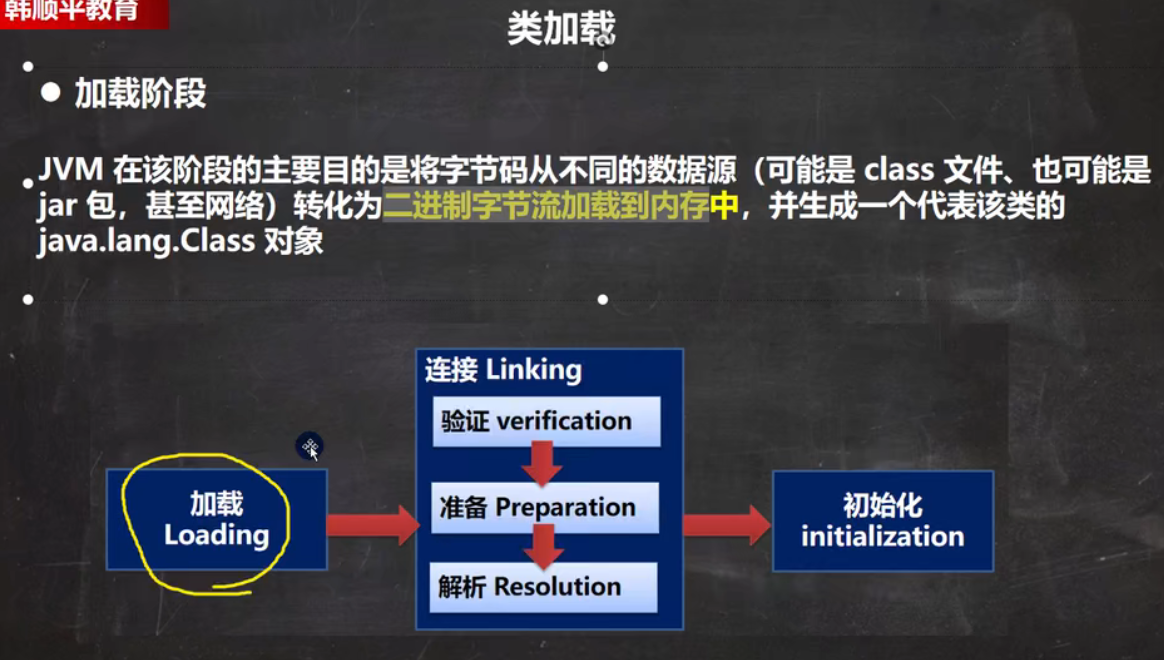 韩顺平教育
类加载
● 加载阶段
JVM 在该阶段的主要目的是将字节码从不同的数据源（可能是 class 文件、也可能是
jar 包，甚至网络）转化为二进制字节流加载到内存中，并生成一个代表该类的
java.lang.Class 对象
连接 Linking
验证 verification
准备 Preparation
解析 Resolution
加载
Loading
初始化
initialization